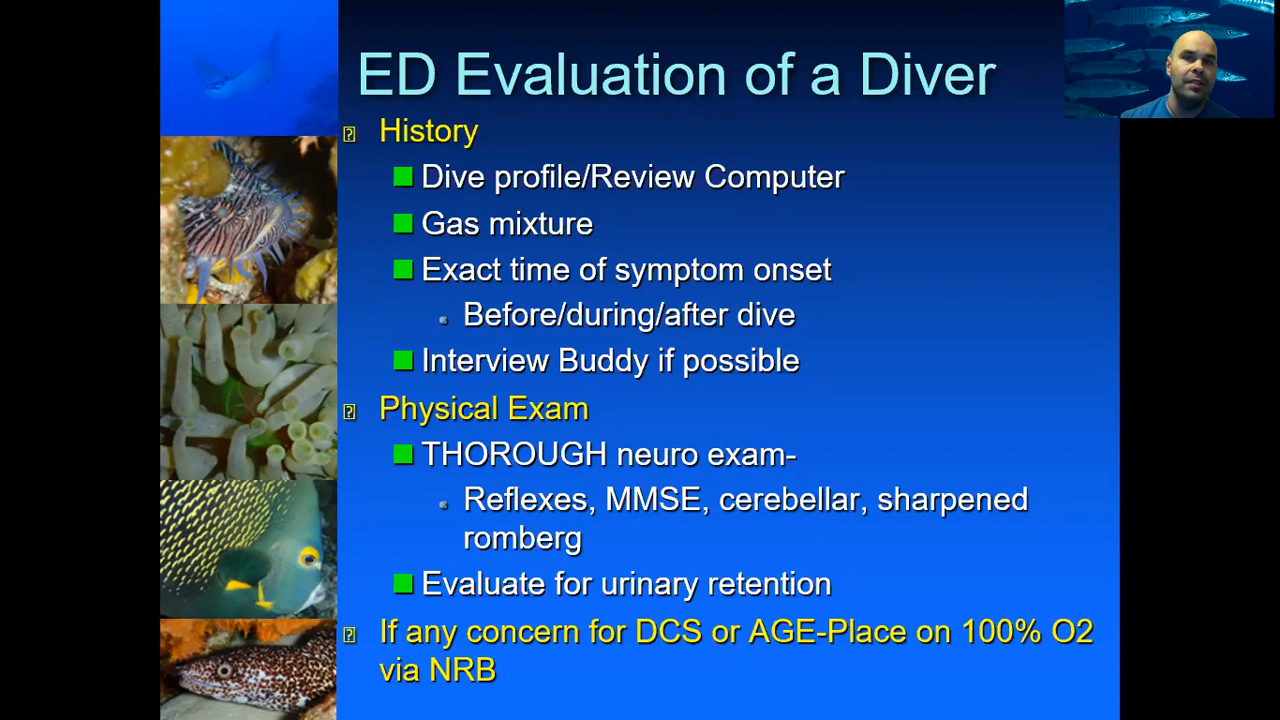 ED Evaluation of a Diver
History
Dive profile/Review Computer
Gas mixture
Exact time of symptom onset
Before/during/after dive
Interview Buddy if possible
Physical Exam
THOROUGH neuro exam-
Reflexes, MMSE, cerebellar, sharpened
romberg
Evaluate for urinary retention
If any concern for DCS or AGE-Place on 100% O2
via NRB